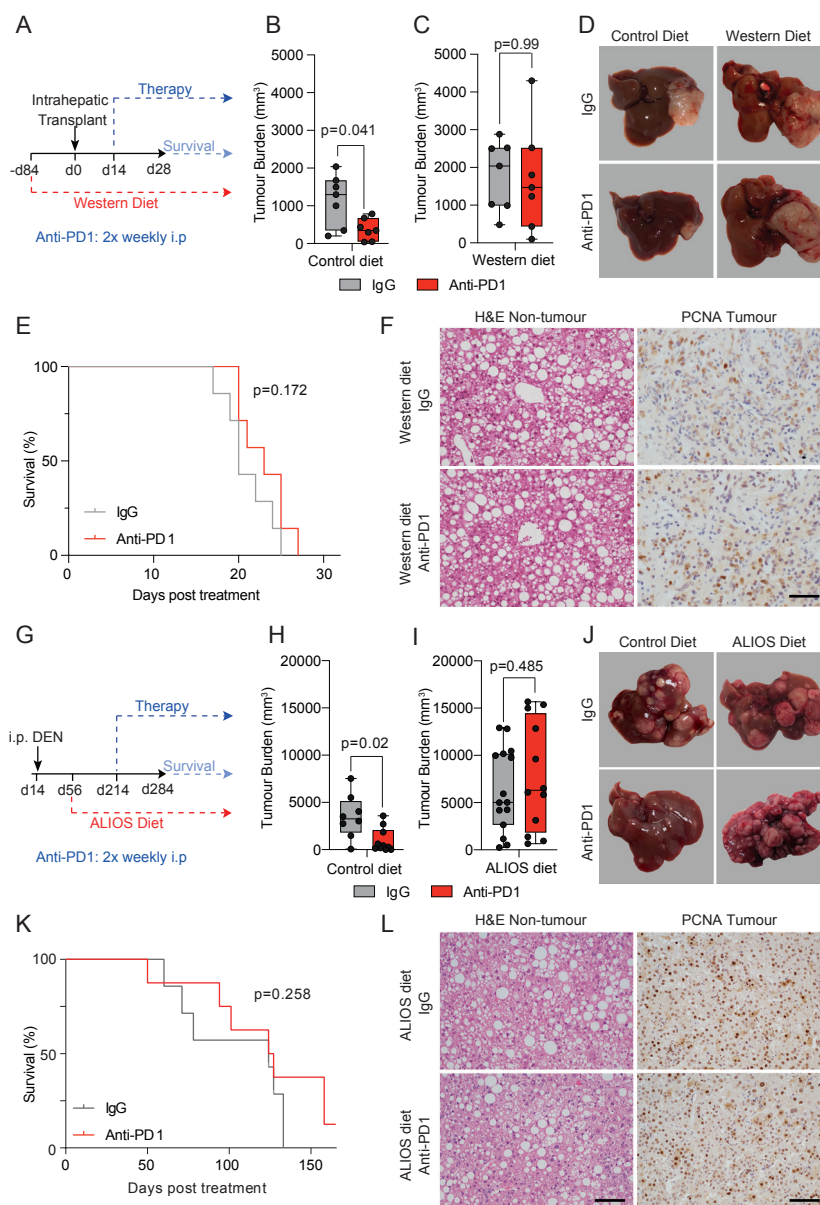 A
Therapy
Intrahepatic
Transplant
Survival
-d84 d0 d14 d28
Western Diet
Anti-PD1: 2x weekly i.p
B
Tumour Burden (mm³)
5000
4000
3000
2000
1000
0
p=0.041
Control diet
C
Tumour Burden (mm³)
5000
4000
3000
2000
1000
0
p=0.99
Western diet
IgG Anti-PD1
D
Control Diet Western Diet
IgG
Anti-PD1
E
Survival (%)
100
50
0
p=0.172
IgG
Anti-PD1
0 10 20 30
Days post treatment
F
H&E Non-tumour PCNA Tumour
Western diet
IgG
Western diet
Anti-PD1
G
Therapy
i.p. DEN
Survival
d14 d56 d214 d284
ALIOS Diet
Anti-PD1: 2x weekly i.p
H
Tumour Burden (mm³)
20000
15000
10000
5000
0
p=0.02
Control diet
I
Tumour Burden (mm³)
20000
15000
10000
5000
0
p=0.485
ALIOS diet
IgG Anti-PD1
J
Control Diet ALIOS Diet
IgG
Anti-PD1
K
Survival (%)
100
50
0
p=0.258
IgG
Anti-PD1
0 50 100 150
Days post treatment
L
H&E Non-tumour PCNA Tumour
ALIOS diet
IgG
ALIOS diet
Anti-PD1